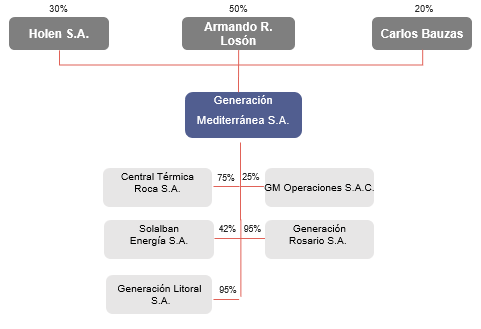 30%
50%
20%
Holen S.A.
Armando R.
Losón
Carlos Bauzas
Generación
Mediterránea S.A.
Central Térmica
Roca S.A.
75%
25%
GM Operaciones S.A.C.
Solalban
Energía S.A.
42%
95%
Generación
Rosario S.A.
Generación Litoral
S.A.
95%